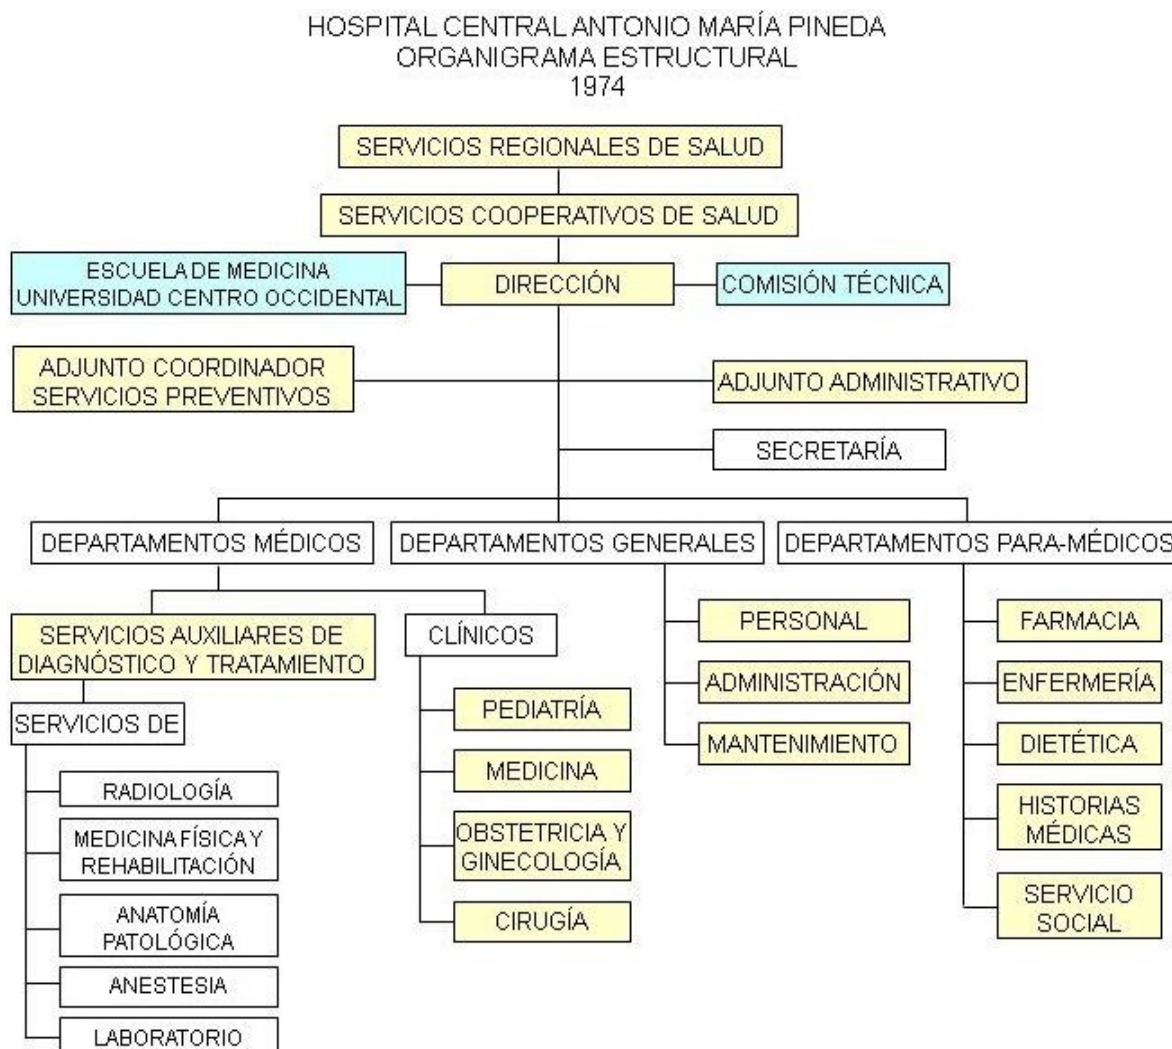 HOSPITAL CENTRAL ANTONIO MARÍA PINEDA
ORGANIGRAMA ESTRUCTURAL
1974
SERVICIOS REGIONALES DE SALUD
SERVICIOS COOPERATIVOS DE SALUD
ESCUELA DE MEDICINA
UNIVERSIDAD CENTRO OCCIDENTAL
DIRECCIÓN
COMISIÓN TÉCNICA
ADJUNTO COORDINADOR
SERVICIOS PREVENTIVOS
ADJUNTO ADMINISTRATIVO
SECRETARÍA
DEPARTAMENTOS MÉDICOS
DEPARTAMENTOS GENERALES
DEPARTAMENTOS PARA-MÉDICOS
SERVICIOS AUXILIARES DE
DIAGNÓSTICO Y TRATAMIENTO
SERVICIOS DE
RADIOLOGÍA
MEDICINA FÍSICA Y
REHABILITACIÓN
ANATOMÍA
PATOLÓGICA
ANESTESIA
LABORATORIO
CLÍNICOS
PEDIATRÍA
MEDICINA
OBSTETRICIA Y
GINECOLOGÍA
CIRUGÍA
PERSONAL
ADMINISTRACIÓN
MANTENIMIENTO
FARMACIA
ENFERMERÍA
DIETÉTICA
HISTORIAS
MÉDICAS
SERVICIO
SOCIAL